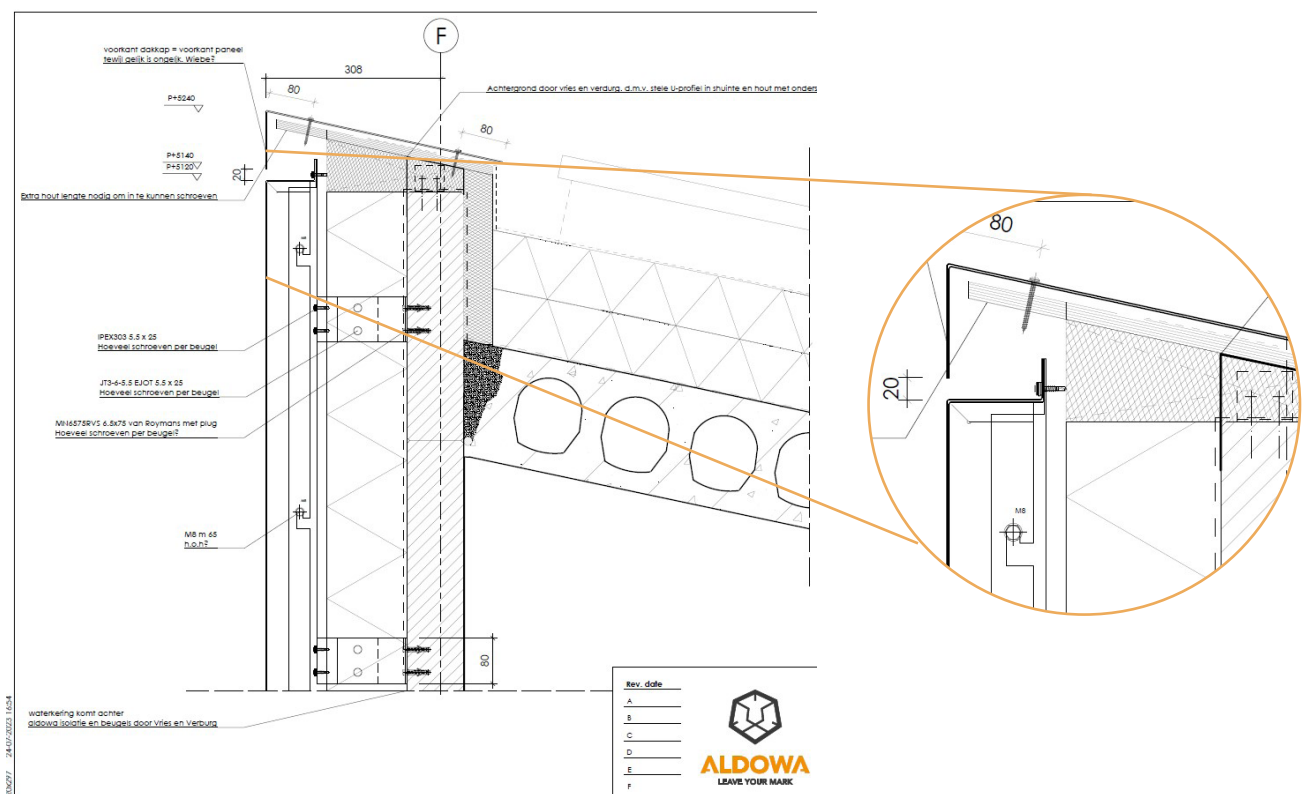 F
voorkant dakkap = voorkant paneel
tewijl gelijk is ongelijk. Wiebe?
308
80
Achtergrond door vries en verdurg. d.m.v. stele U-profiel in shuinte en hout met onders
P+5240
80
P+5140
P+5120
20
Extra hout lengte nodig om in te kunnen schroeven
80
20
M8
IPEX303 5.5 x 25
Hoeveel schroeven per beugel
JT3-6-5.5 EJOT 5.5 x 25
Hoeveel schroeven per beugel
MN6575RVS 6.5x75 van Roymans met plug
Hoeveel schroeven per beugel?
M8 m 65
h.o.h?
80
waterkering komt achter
aldowa isolatie en beugels door Vries en Verburg
24-07-2023 16:54
Rev. date
A
B
C
D
E
F
ALDOWA
LEAVE YOUR MARK